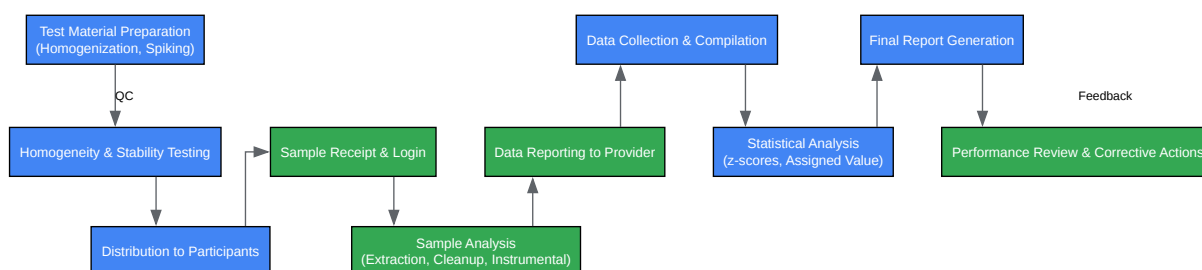 Test Material Preparation
(Homogenization, Spiking)
QC
Homogeneity & Stability Testing
Distribution to Participants
Sample Receipt & Login
Sample Analysis
(Extraction, Cleanup, Instrumental)
Data Reporting to Provider
Data Collection & Compilation
Statistical Analysis
(z-scores, Assigned Value)
Final Report Generation
Feedback
Performance Review & Corrective Actions